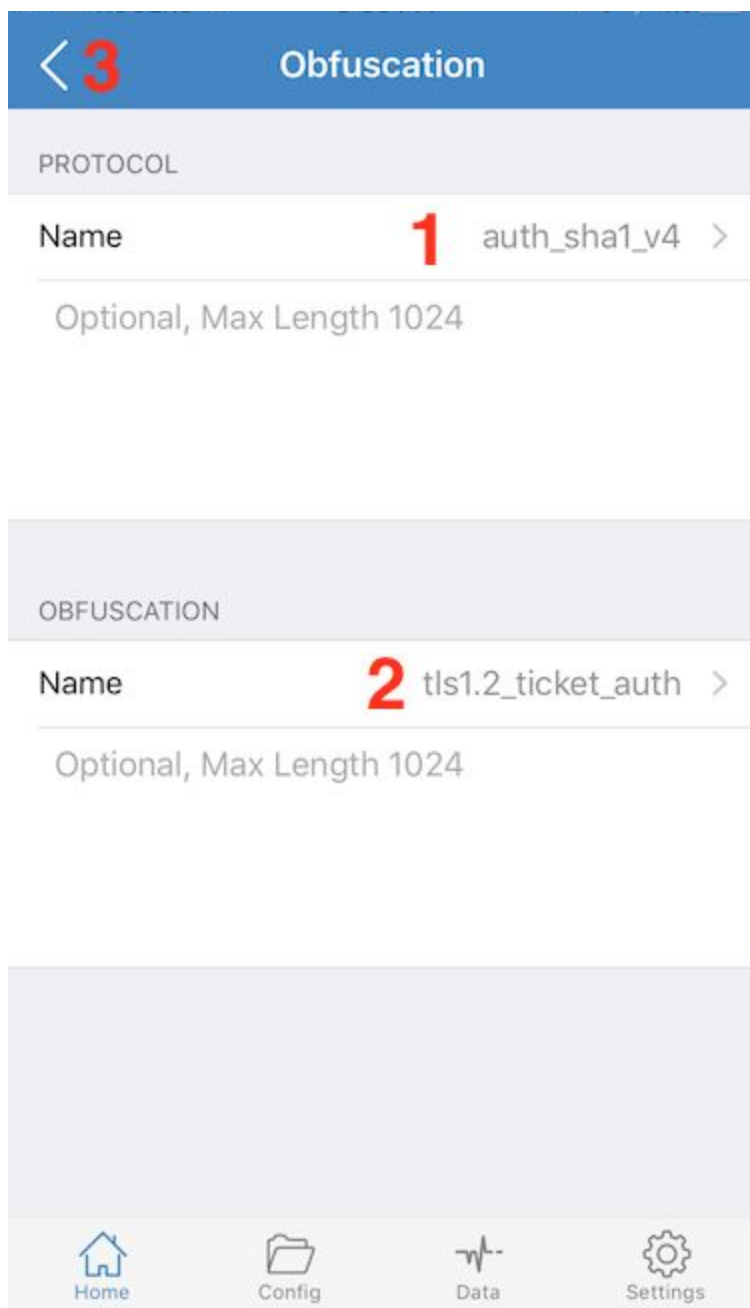 3 Obfuscation
PROTOCOL
Name 1 auth_sha1_v4
Optional, Max Length 1024
OBFUSCATION
Name 2 tls1.2_ticket_auth
Optional, Max Length 1024
Home Config Data Settings